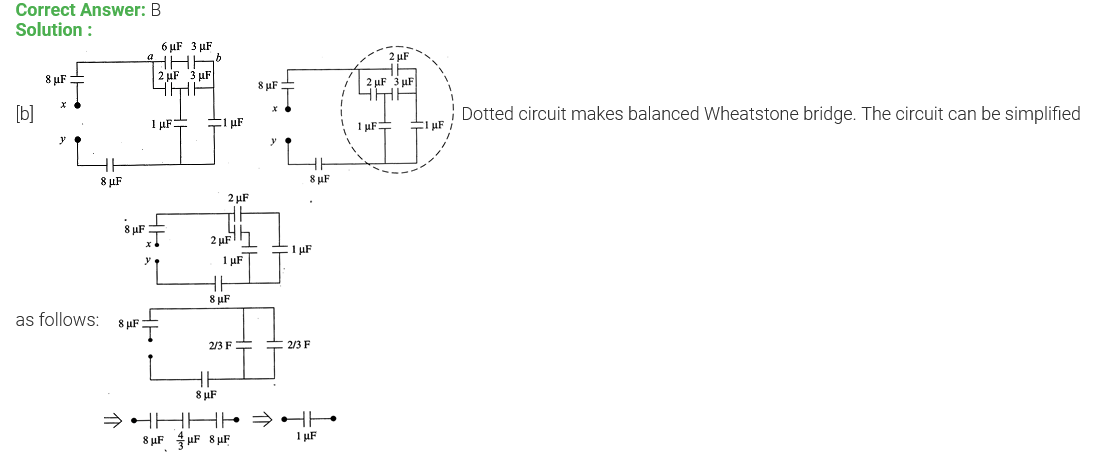 Correct Answer: B
Solution :
6 μF 3 μF
a b
2 μF 3 μF
8 μF
x
1 μF 1 μF
y
8 μF
2 μF
2 μF 3 μF
8 μF
x
1 μF 1 μF
y
8 μF
[b] Dotted circuit makes balanced Wheatstone bridge. The circuit can be simplified
2 μF
8 μF
2 μF
x
1 μF
y 1 μF
8 μF
as follows: 8 μF
2/3 F 2/3 F
8 μF
⇒ ⇒
8 μF 4/3 μF 8 μF 1 μF